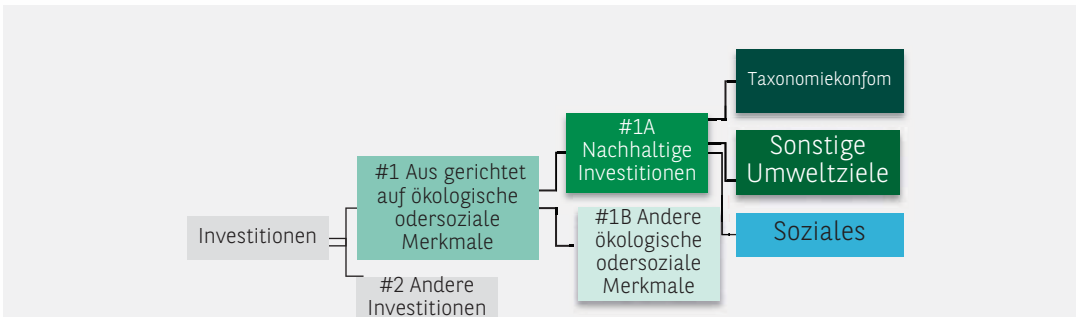 Investitionen
#1 Aus gerichtet
auf ökologische
odersoziale
Merkmale
#2 Andere
Investitionen
#1A
Nachhaltige
Investitionen
#1B Andere
ökologische
odersoziale
Merkmale
Taxonomiekonfom
Sonstige
Umweltziele
Soziales